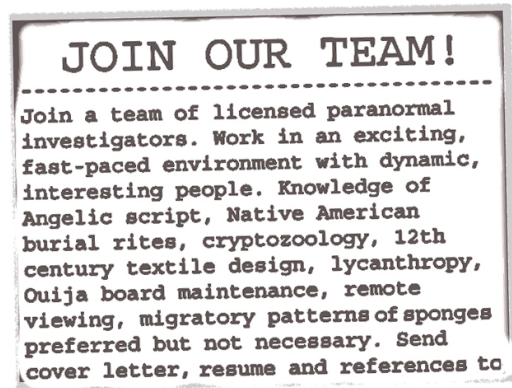 JOIN OUR TEAM!
Join a team of licensed paranormal
investigators. Work in an exciting,
fast-paced environment with dynamic,
interesting people. Knowledge of
Angelic script, Native American
burial rites, cryptozoology, 12th
century textile design, lycanthropy,
Ouija board maintenance, remote
viewing, migratory patterns of sponges
preferred but not necessary. Send
cover letter, resume and references to